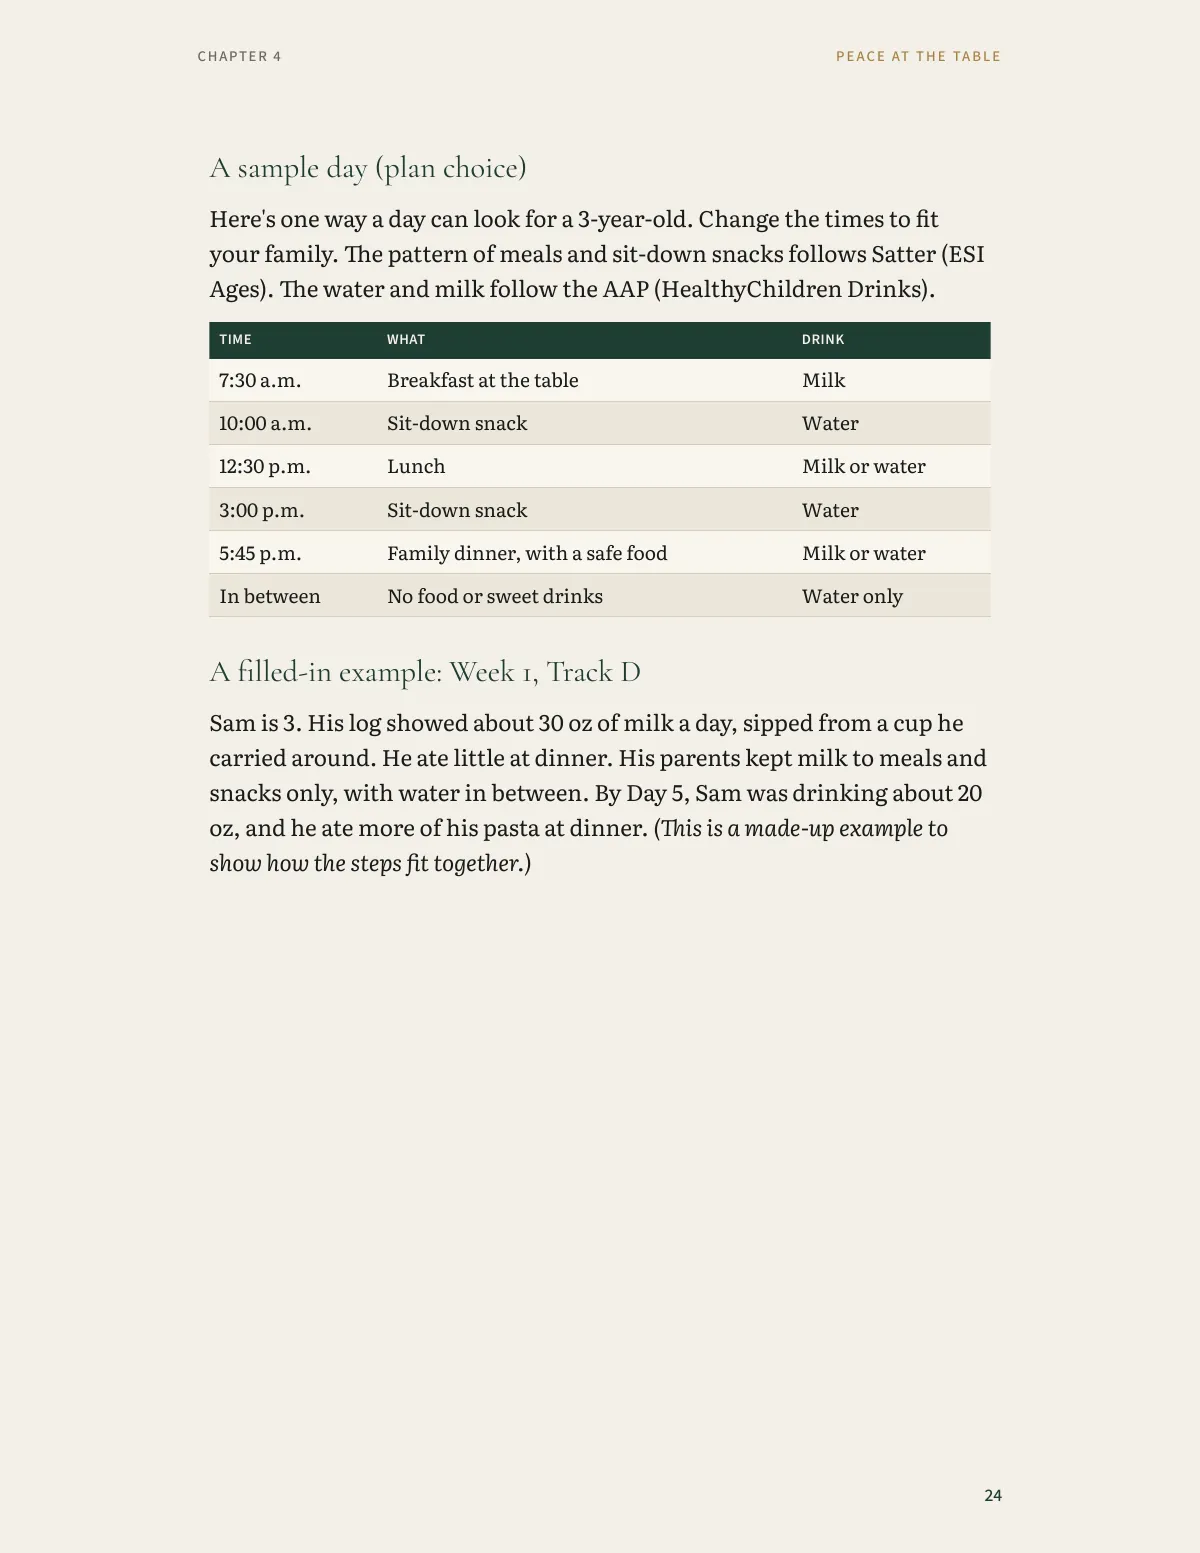 CHAPTER 4
PEACE AT THE TABLE
A sample day (plan choice)
Here's one way a day can look for a 3-year-old. Change the times to fit
your family. The pattern of meals and sit-down snacks follows Satter (ESI
Ages). The water and milk follow the AAP (HealthyChildren Drinks).
TIME WHAT DRINK
7:30 a.m. Breakfast at the table Milk
10:00 a.m. Sit-down snack Water
12:30 p.m. Lunch Milk or water
3:00 p.m. Sit-down snack Water
5:45 p.m. Family dinner, with a safe food Milk or water
In between No food or sweet drinks Water only
A filled-in example: Week 1, Track D
Sam is 3. His log showed about 30 oz of milk a day, sipped from a cup he
carried around. He ate little at dinner. His parents kept milk to meals and
snacks only, with water in between. By Day 5, Sam was drinking about 20
oz, and he ate more of his pasta at dinner. (This is a made-up example to
show how the steps fit together.)
24